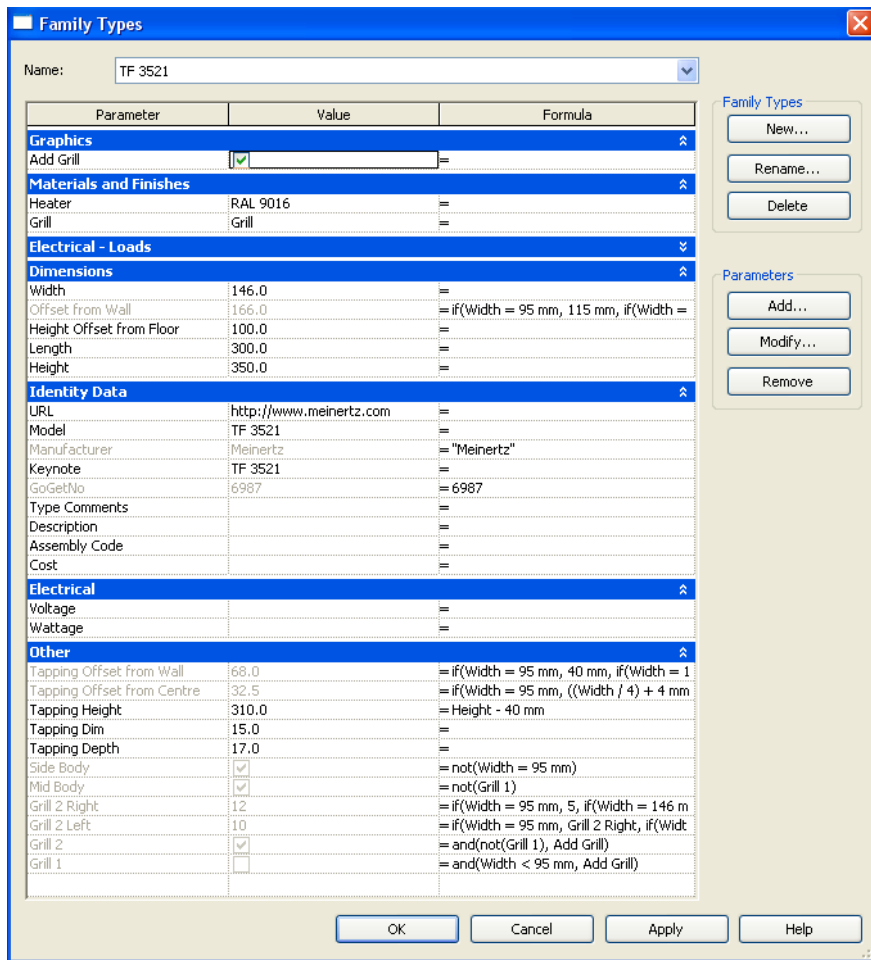 Family Types
Name: TF 3521
Parameter Value Formula
Graphics
Add Grill =
Materials and Finishes
Heater RAL 9016 =
Grill Grill =
Electrical - Loads
Dimensions
Width 146.0 =
Offset from Wall 166.0 = if(Width = 95 mm, 115 mm, if(Width =
Height Offset from Floor 100.0 =
Length 300.0 =
Height 350.0 =
Identity Data
URL http://www.meinertz.com =
Model TF 3521 =
Manufacturer Meinertz = "Meinertz"
Keynote TF 3521 =
GoGetNo 6987 = 6987
Type Comments =
Description =
Assembly Code =
Cost =
Electrical
Voltage =
Wattage =
Other
Tapping Offset from Wall 68.0 = if(Width = 95 mm, 40 mm, if(Width = 1
Tapping Offset from Centre 32.5 = if(Width = 95 mm, ((Width / 4) + 4 mm
Tapping Height 310.0 = Height - 40 mm
Tapping Dim 15.0 =
Tapping Depth 17.0 =
Side Body = not(Width = 95 mm)
Mid Body = not(Grill 1)
Grill 2 Right 12 = if(Width = 95 mm, 5, if(Width = 146 m
Grill 2 Left 10 = if(Width = 95 mm, Grill 2 Right, if(Widt
Grill 2 = and(not(Grill 1), Add Grill)
Grill 1 = and(Width < 95 mm, Add Grill)
Family Types
New...
Rename...
Delete
Parameters
Add...
Modify...
Remove
OK Cancel Apply Help